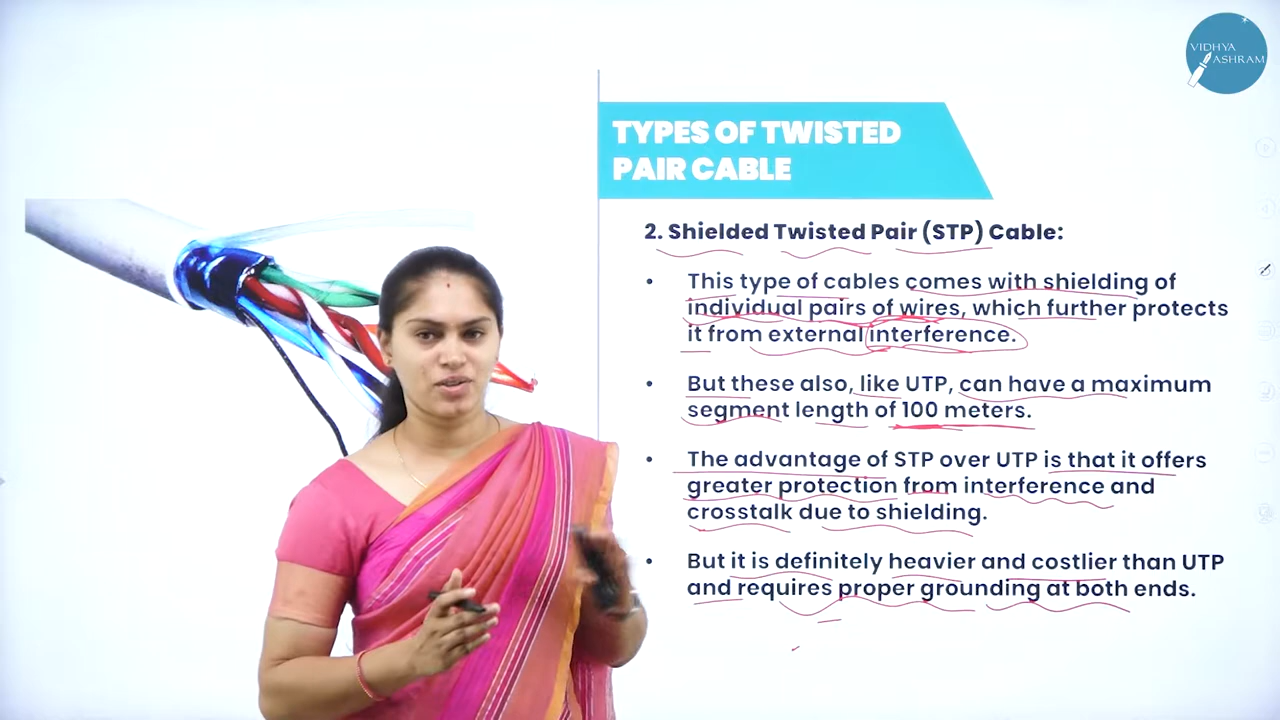 VIDHYA
ASHRAM
TYPES OF TWISTED
PAIR CABLE
2. Shielded Twisted Pair (STP) Cable:
• This type of cables comes with shielding of
individual pairs of wires, which further protects
it from external interference.
• But these also, like UTP, can have a maximum
segment length of 100 meters.
• The advantage of STP over UTP is that it offers
greater protection from interference and
crosstalk due to shielding.
• But it is definitely heavier and costlier than UTP
and requires proper grounding at both ends.